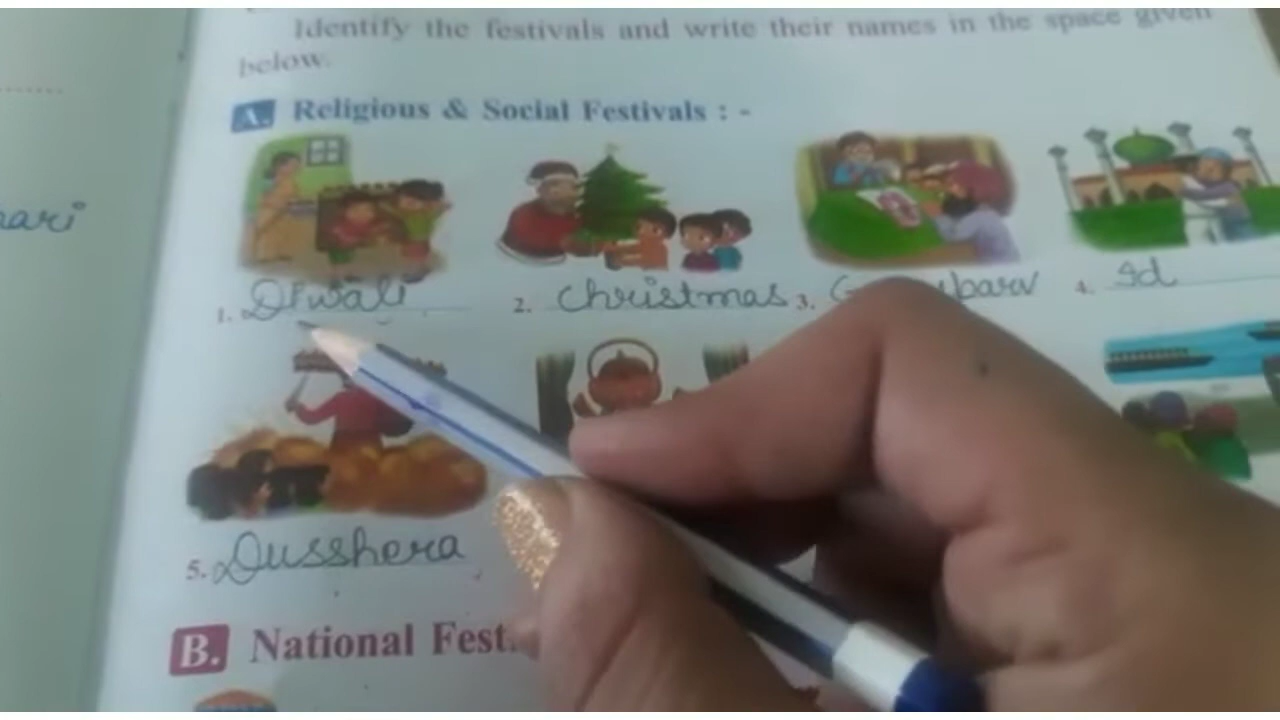 Identify the festivals and write their names in the space given
below.
A. Religious & Social Festivals : -
1. Diwali
2. Christmas
3.
4. Id
5. Dusshera
B. National